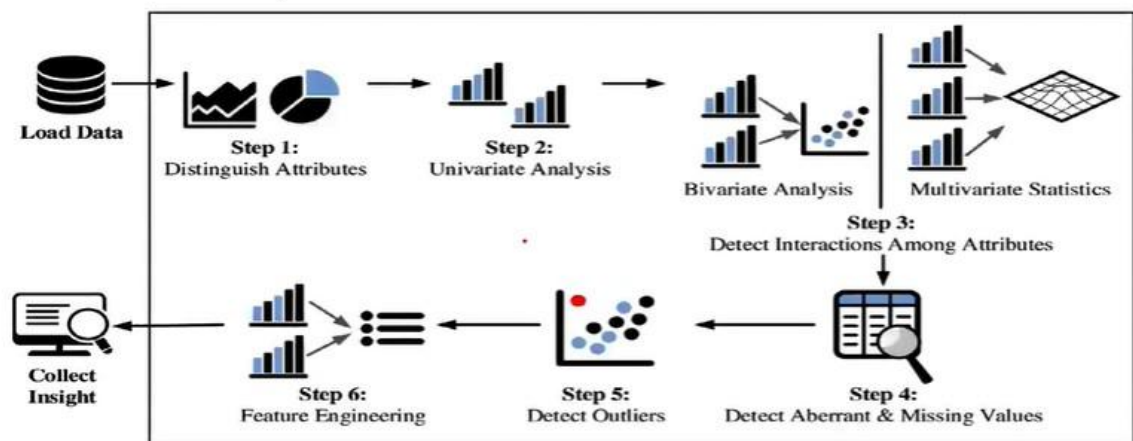 Load Data
Step 1:
Distinguish Attributes
Step 2:
Univariate Analysis
Bivariate Analysis
Multivariate Statistics
Step 3:
Detect Interactions Among Attributes
Step 4:
Detect Aberrant & Missing Values
Step 5:
Detect Outliers
Step 6:
Feature Engineering
Collect
Insight